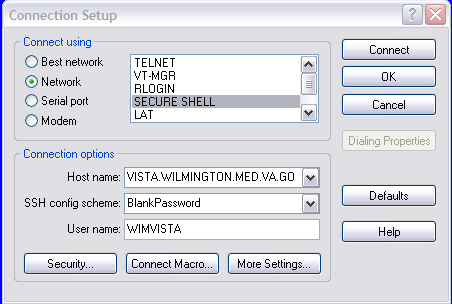 Connection Setup
Connect using
Best network
Network
Serial port
Modem
TELNET
VT-MGR
RLOGIN
SECURE SHELL
LAT
Connect
OK
Cancel
Dialing Properties
Connection options
Host name: VISTA.WILMINGTON.MED.VA.GO
SSH config scheme: BlankPassword
User name: WIMVISTA
Defaults
Help
Security...
Connect Macro...
More Settings...